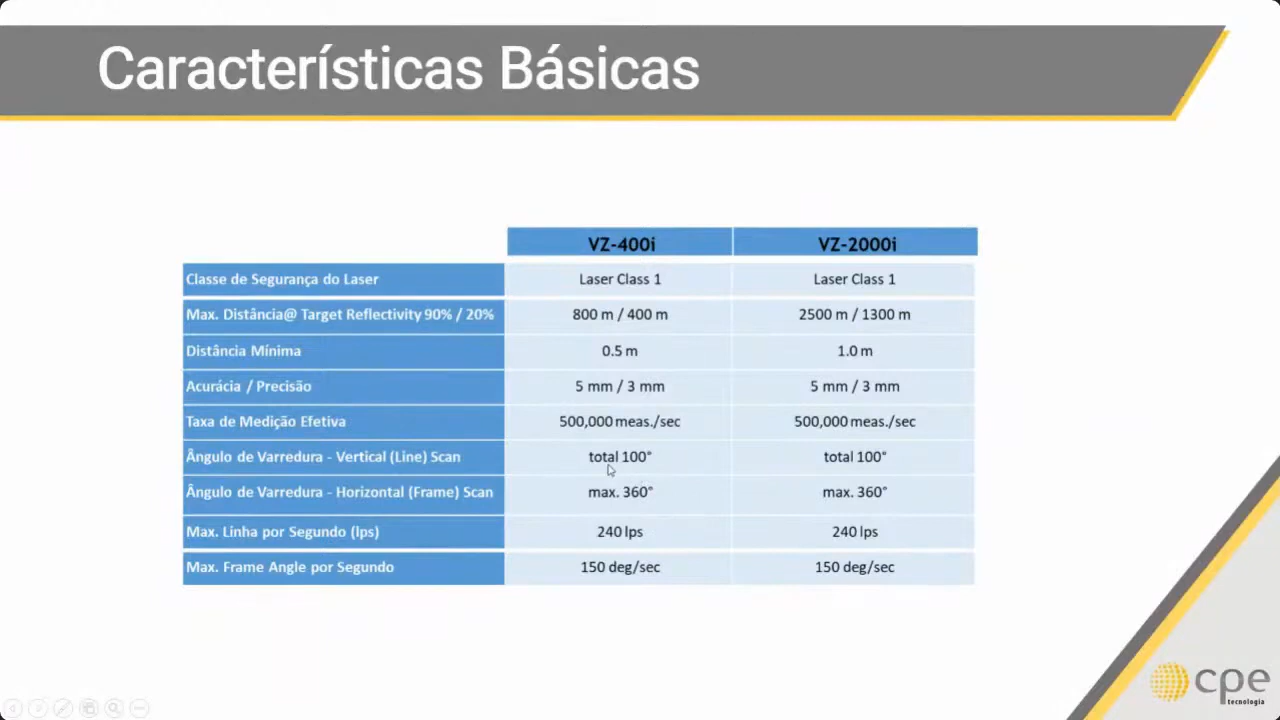 Características Básicas
VZ-400i VZ-2000i
Classe de Segurança do Laser Laser Class 1 Laser Class 1
Max. Distância@ Target Reflectivity 90% / 20% 800 m / 400 m 2500 m / 1300 m
Distância Mínima 0.5 m 1.0 m
Acurácia / Precisão 5 mm / 3 mm 5 mm / 3 mm
Taxa de Medição Efetiva 500,000 meas./sec 500,000 meas./sec
Ângulo de Varredura - Vertical (Line) Scan total 100° total 100°
Ângulo de Varredura - Horizontal (Frame) Scan max. 360° max. 360°
Max. Linha por Segundo (lps) 240 lps 240 lps
Max. Frame Angle por Segundo 150 deg/sec 150 deg/sec
cpe
tecnologia